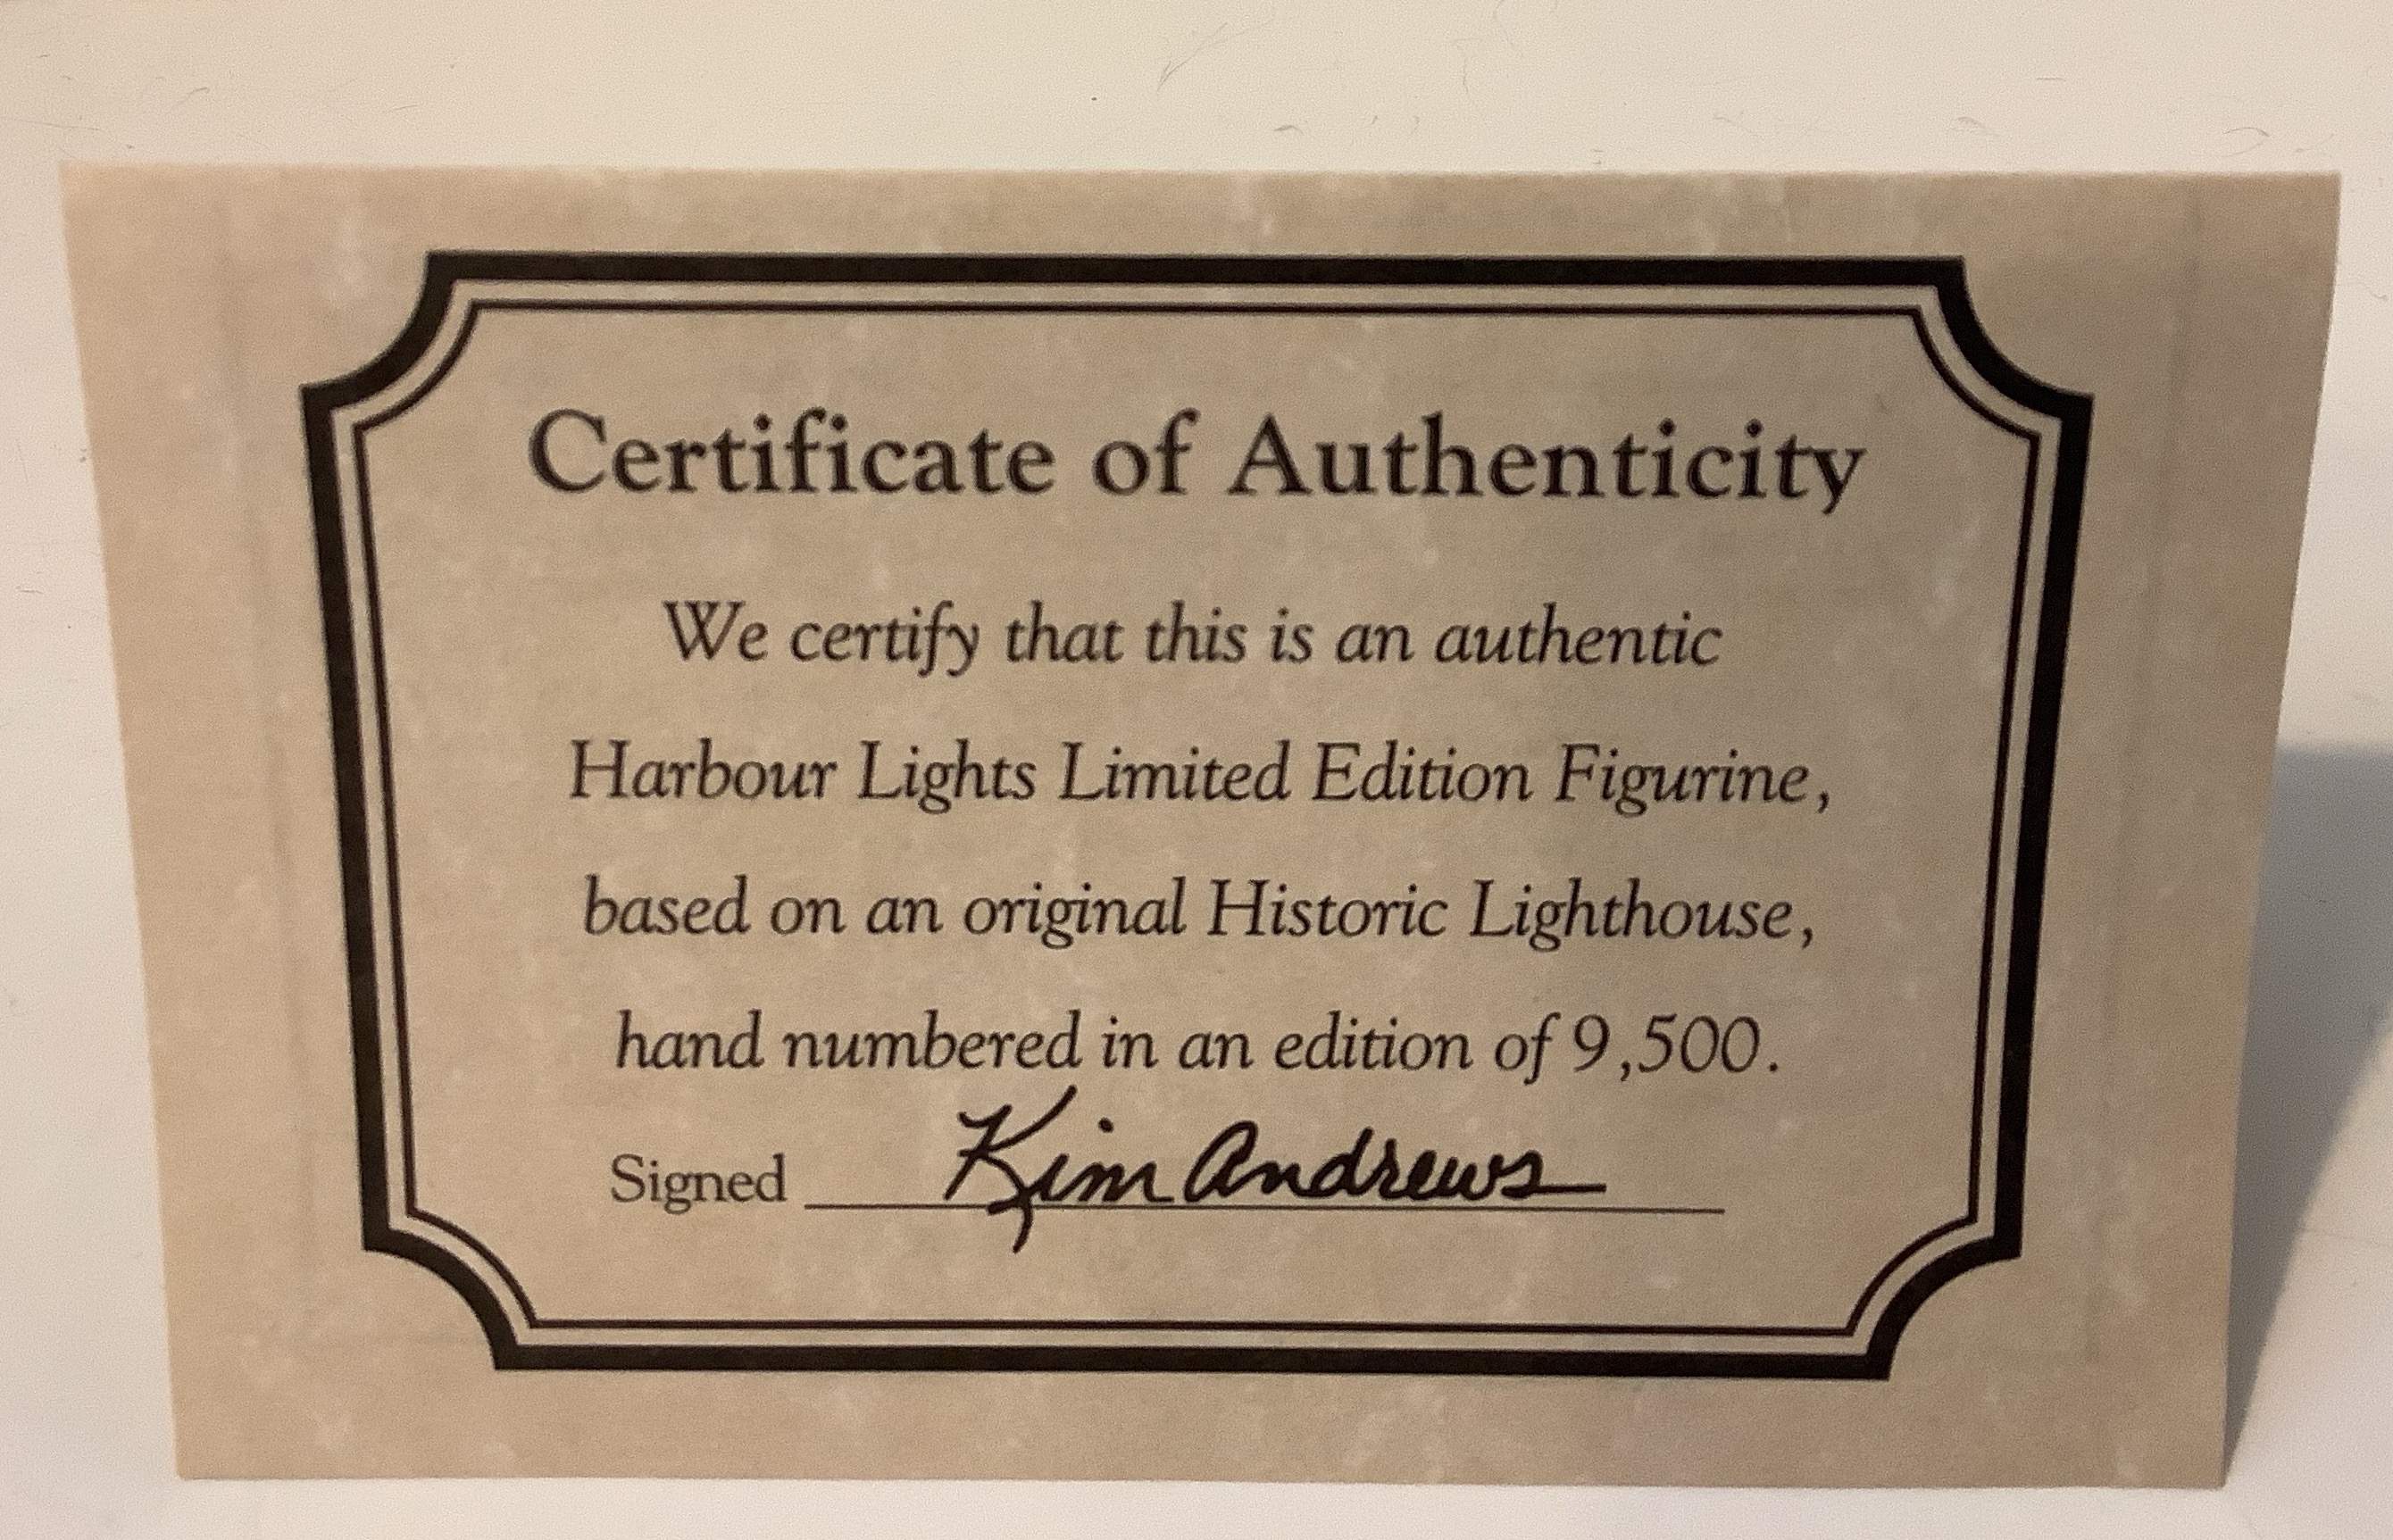 Certificate of Authenticity
We certify that this is an authentic
Harbour Lights Limited Edition Figurine,
based on an original Historic Lighthouse,
hand numbered in an edition of 9,500.
Signed Kim Andrews